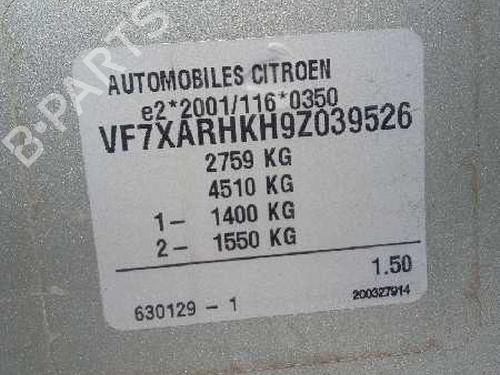 B-PARTS
AUTOMOBILES CITROEN
e2*2001/116*0350
VF7XARHKH9Z039526
2759 KG
4510 KG
1- 1400 KG
2- 1550 KG
1.50
630129 - 1
200327914